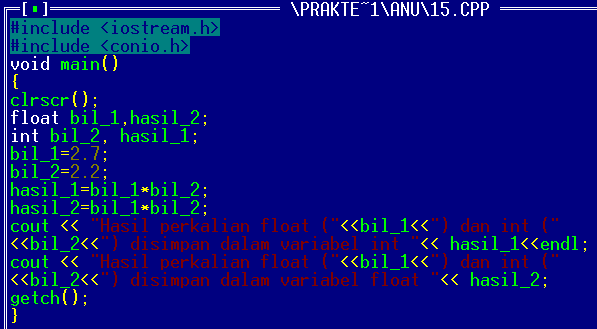 [▪] \PRAKTE~1\ANU\15.CPP
#include <iostream.h>
#include <conio.h>
void main()
{
clrscr();
float bil_1,hasil_2;
int bil_2, hasil_1;
bil_1=2.7;
bil_2=2.2;
hasil_1=bil_1*bil_2;
hasil_2=bil_1*bil_2;
cout << "Hasil perkalian float ("<<bil_1<<") dan int ("
<<bil_2<<") disimpan dalam variabel int "<< hasil_1<<endl;
cout << "Hasil perkalian float ("<<bil_1<<") dan int ("
<<bil_2<<") disimpan dalam variabel float "<< hasil_2;
getch();
}